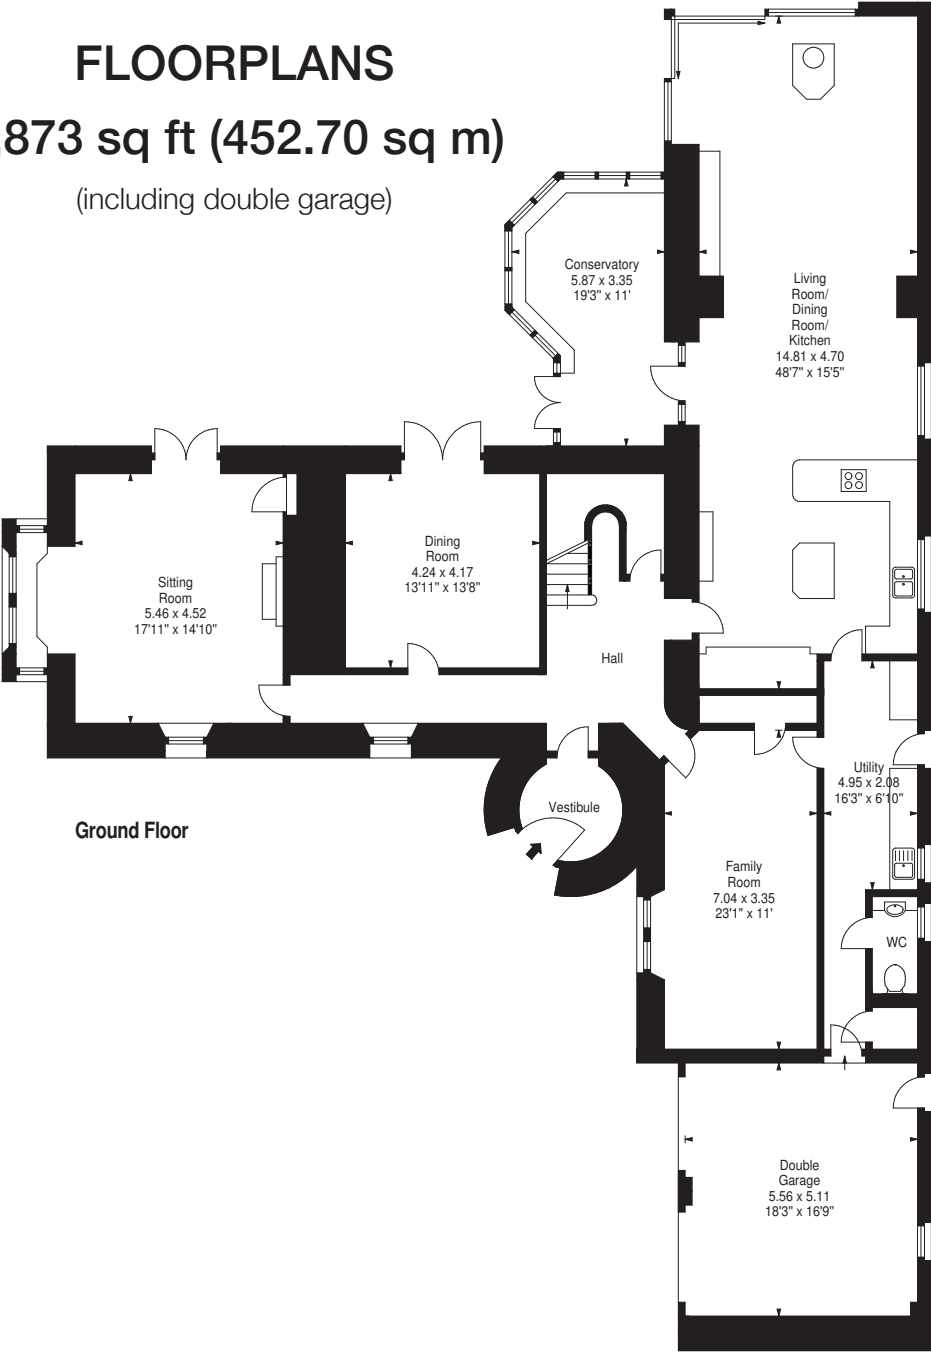 FLOORPLANS
873 sq ft (452.70 sq m)
(including double garage)
Conservatory
5.87 x 3.35
19'3" x 11'
Living
Room/
Dining
Room/
Kitchen
14.81 x 4.70
48'7" x 15'5"
Sitting
Room
5.46 x 4.52
17'11" x 14'10"
Dining
Room
4.24 x 4.17
13'11" x 13'8"
Hall
Utility
4.95 x 2.08
16'3" x 6'10"
Vestibule
Ground Floor
Family
Room
7.04 x 3.35
23'1" x 11'
WC
Double
Garage
5.56 x 5.11
18'3" x 16'9"